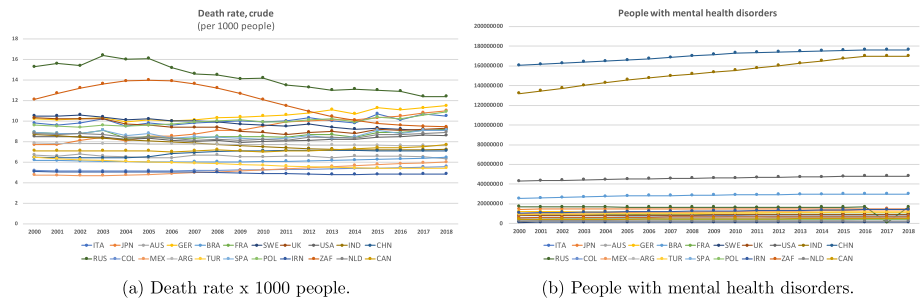 Death rate, crude
(per 1000 people)
18
16
14
12
10
8
6
4
2
0
2000 2001 2002 2003 2004 2005 2006 2007 2008 2009 2010 2011 2012 2013 2014 2015 2016 2017 2018
ITA JPN AUS GER BRA FRA SWE UK USA IND CHN
RUS COL MEX ARG TUR SPA POL IRN ZAF NLD CAN
(a) Death rate x 1000 people.
People with mental health disorders
200000000
180000000
160000000
140000000
120000000
100000000
80000000
60000000
40000000
20000000
0
2000 2001 2002 2003 2004 2005 2006 2007 2008 2009 2010 2011 2012 2013 2014 2015 2016 2017 2018
ITA JPN AUS GER BRA FRA SWE UK USA IND CHN
RUS COL MEX ARG TUR SPA POL IRN ZAF NLD CAN
(b) People with mental health disorders.